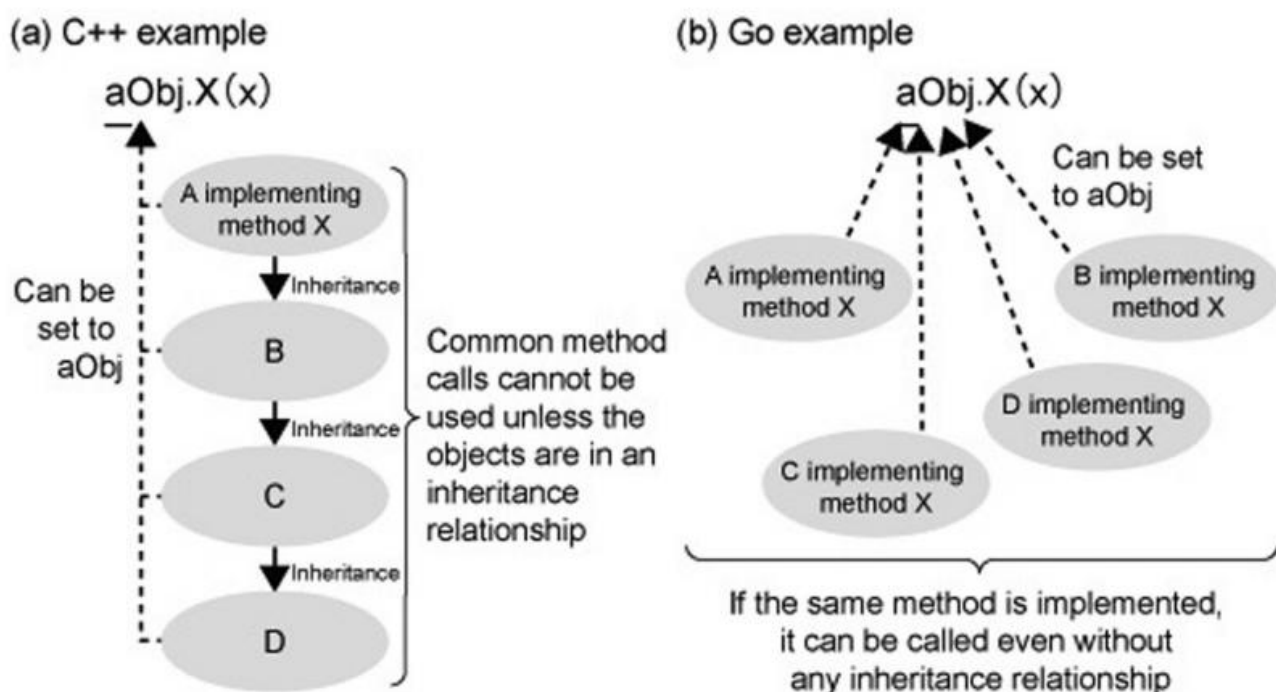 (a) C++ example
aObj.X(x)
A implementing
method X
Inheritance
Can be
set to
aObj
B
Inheritance
C
Inheritance
D
Common method
calls cannot be
used unless the
objects are in an
inheritance
relationship
(b) Go example
aObj.X(x)
Can be set
to aObj
A implementing
method X
B implementing
method X
D implementing
method X
C implementing
method X
If the same method is implemented,
it can be called even without
any inheritance relationship